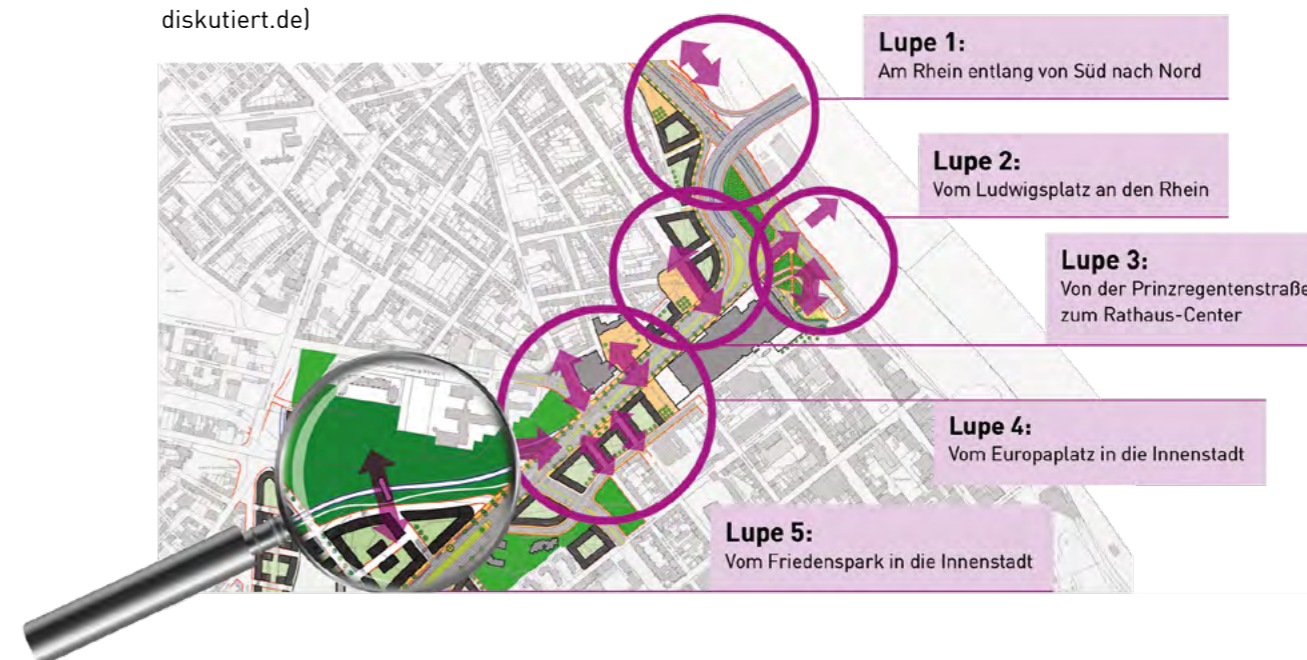 diskutiert.de)
Lupe 1:
Am Rhein entlang von Süd nach Nord
Lupe 2:
Vom Ludwigsplatz an den Rhein
Lupe 3:
Von der Prinzregentenstraße
zum Rathaus-Center
Lupe 4:
Vom Europaplatz in die Innenstadt
Lupe 5:
Vom Friedenspark in die Innenstadt